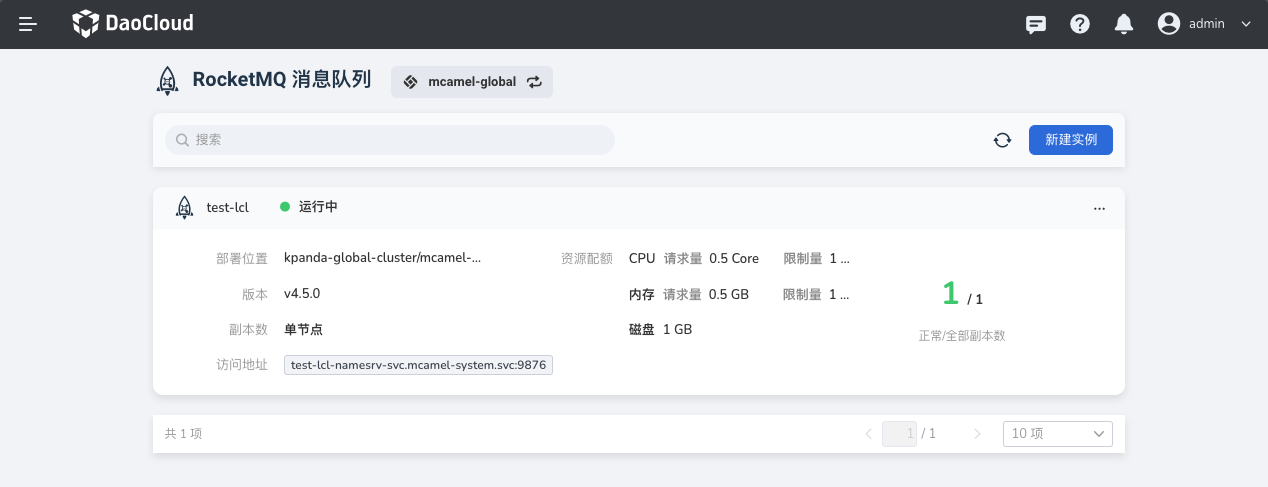 DaoCloud
admin
RocketMQ 消息队列
mcamel-global
搜索
新建实例
test-lcl
运行中
...
部署位置 kpanda-global-cluster/mcamel-...
资源配额 CPU 请求量 0.5 Core 限制量 1 ...
版本 v4.5.0
内存 请求量 0.5 GB 限制量 1 ...
1 / 1
副本数 单节点
磁盘 1 GB
正常/全部副本数
访问地址 test-lcl-namesrv-svc.mcamel-system.svc:9876
共 1 项
1 / 1
10 项